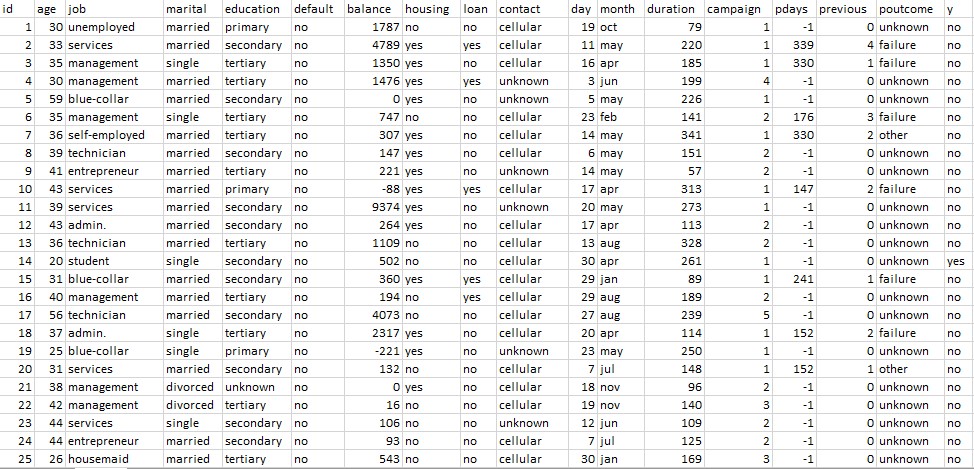 id age job marital education default balance housing loan contact day month duration campaign pdays previous poutcome y
1 30 unemployed married primary no 1787 no no cellular 19 oct 79 1 -1 0 unknown no
2 33 services married secondary no 4789 yes yes cellular 11 may 220 1 339 4 failure no
3 35 management single tertiary no 1350 yes no cellular 16 apr 185 1 330 1 failure no
4 30 management married tertiary no 1476 yes yes unknown 3 jun 199 4 -1 0 unknown no
5 59 blue-collar married secondary no 0 yes no unknown 5 may 226 1 -1 0 unknown no
6 35 management single tertiary no 747 no no cellular 23 feb 141 2 176 3 failure no
7 36 self-employed married tertiary no 307 yes no cellular 14 may 341 1 330 2 other no
8 39 technician married secondary no 147 yes no cellular 6 may 151 2 -1 0 unknown no
9 41 entrepreneur married tertiary no 221 yes no unknown 14 may 57 2 -1 0 unknown no
10 43 services married primary no -88 yes yes cellular 17 apr 313 1 147 2 failure no
11 39 services married secondary no 9374 yes no unknown 20 may 273 1 -1 0 unknown no
12 43 admin. married secondary no 264 yes no cellular 17 apr 113 2 -1 0 unknown no
13 36 technician married tertiary no 1109 no no cellular 13 aug 328 2 -1 0 unknown no
14 20 student single secondary no 502 no no cellular 30 apr 261 1 -1 0 unknown yes
15 31 blue-collar married secondary no 360 yes yes cellular 29 jan 89 1 241 1 failure no
16 40 management married tertiary no 194 no yes cellular 29 aug 189 2 -1 0 unknown no
17 56 technician married secondary no 4073 no no cellular 27 aug 239 5 -1 0 unknown no
18 37 admin. single tertiary no 2317 yes no cellular 20 apr 114 1 152 2 failure no
19 25 blue-collar single primary no -221 yes no unknown 23 may 250 1 -1 0 unknown no
20 31 services married secondary no 132 no no cellular 7 jul 148 1 152 1 other no
21 38 management divorced unknown no 0 yes no cellular 18 nov 96 2 -1 0 unknown no
22 42 management divorced tertiary no 16 no no cellular 19 nov 140 3 -1 0 unknown no
23 44 services single secondary no 106 no no unknown 12 jun 109 2 -1 0 unknown no
24 44 entrepreneur married secondary no 93 no no cellular 7 jul 125 2 -1 0 unknown no
25 26 housemaid married tertiary no 543 no no cellular 30 jan 169 3 -1 0 unknown no